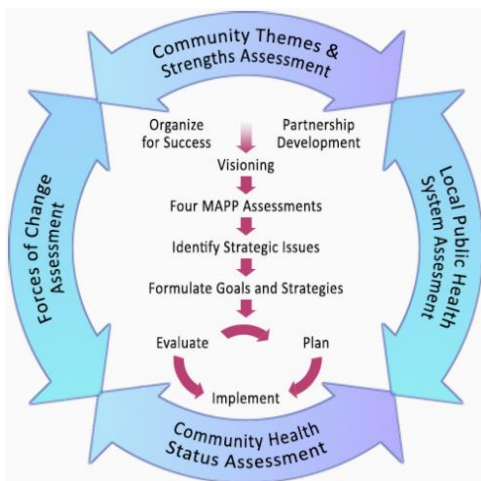 Community Themes &
Strengths Assessment
Organize
for Success
Partnership
Development
Visioning
Four MAPP Assessments
Identify Strategic Issues
Formulate Goals and Strategies
Evaluate
Plan
Implement
Forces of Change
Assessment
Local Public Health
System Assessment
Community Health
Status Assessment